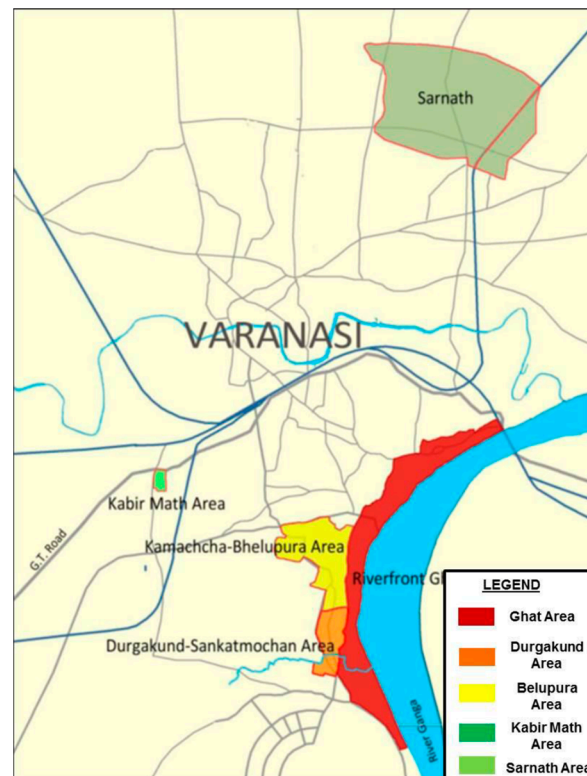 Sarnath
VARANASI
Kabir Math Area
G.T. Road
Kamachcha-Bhelupura Area
Riverfront
Durgakund-Sankatmochan Area
River Ganga
LEGEND
Ghat Area
Durgakund
Area
Belupura
Area
Kabir Math
Area
Sarnath Area